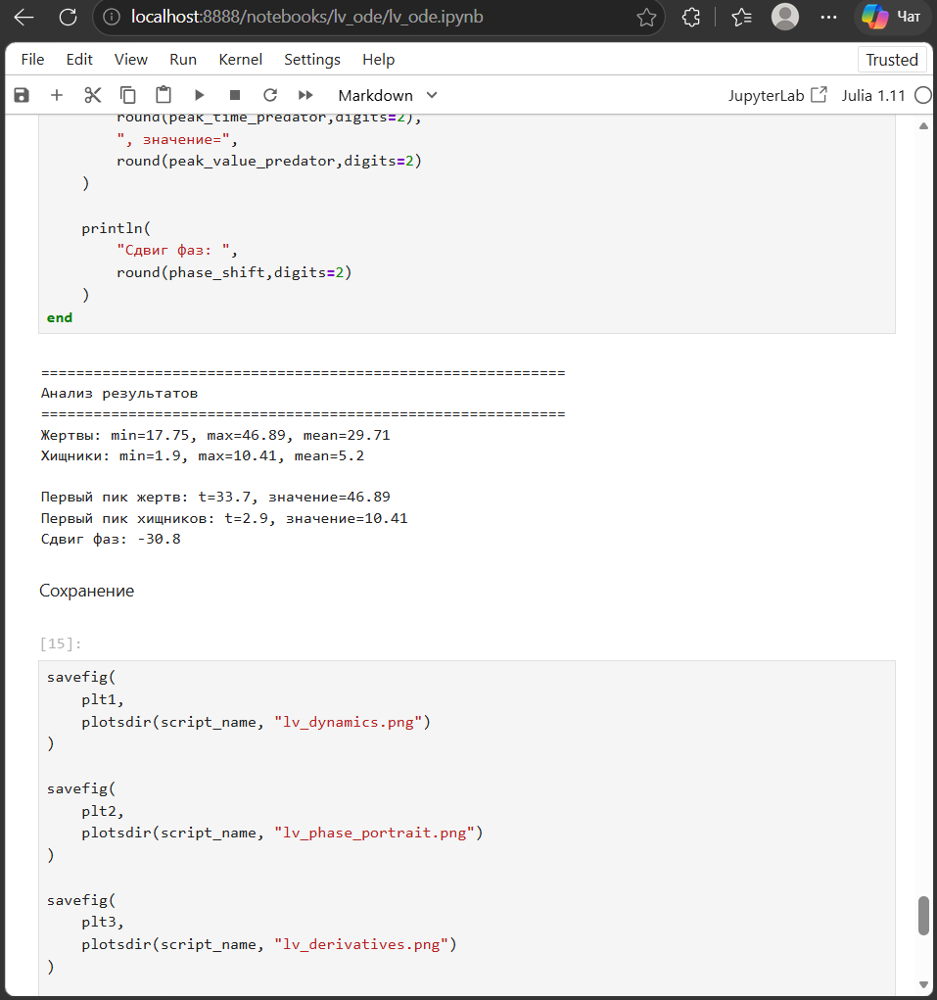 localhost:8888/notebooks/lv_ode/lv_ode.ipynb
Чат
File Edit View Run Kernel Settings Help
Trusted
Markdown
JupyterLab
Julia 1.11
round(peak_time_predator,digits=2),
", значение=",
round(peak_value_predator,digits=2)
)
println(
"Сдвиг фаз: ",
round(phase_shift,digits=2)
)
end
============================================================
Анализ результатов
============================================================
Жертвы: min=17.75, max=46.89, mean=29.71
Хищники: min=1.9, max=10.41, mean=5.2
Первый пик жертв: t=33.7, значение=46.89
Первый пик хищников: t=2.9, значение=10.41
Сдвиг фаз: -30.8
Сохранение
[15]:
savefig(
plt1,
plotsdir(script_name, "lv_dynamics.png")
)
savefig(
plt2,
plotsdir(script_name, "lv_phase_portrait.png")
)
savefig(
plt3,
plotsdir(script_name, "lv_derivatives.png")
)